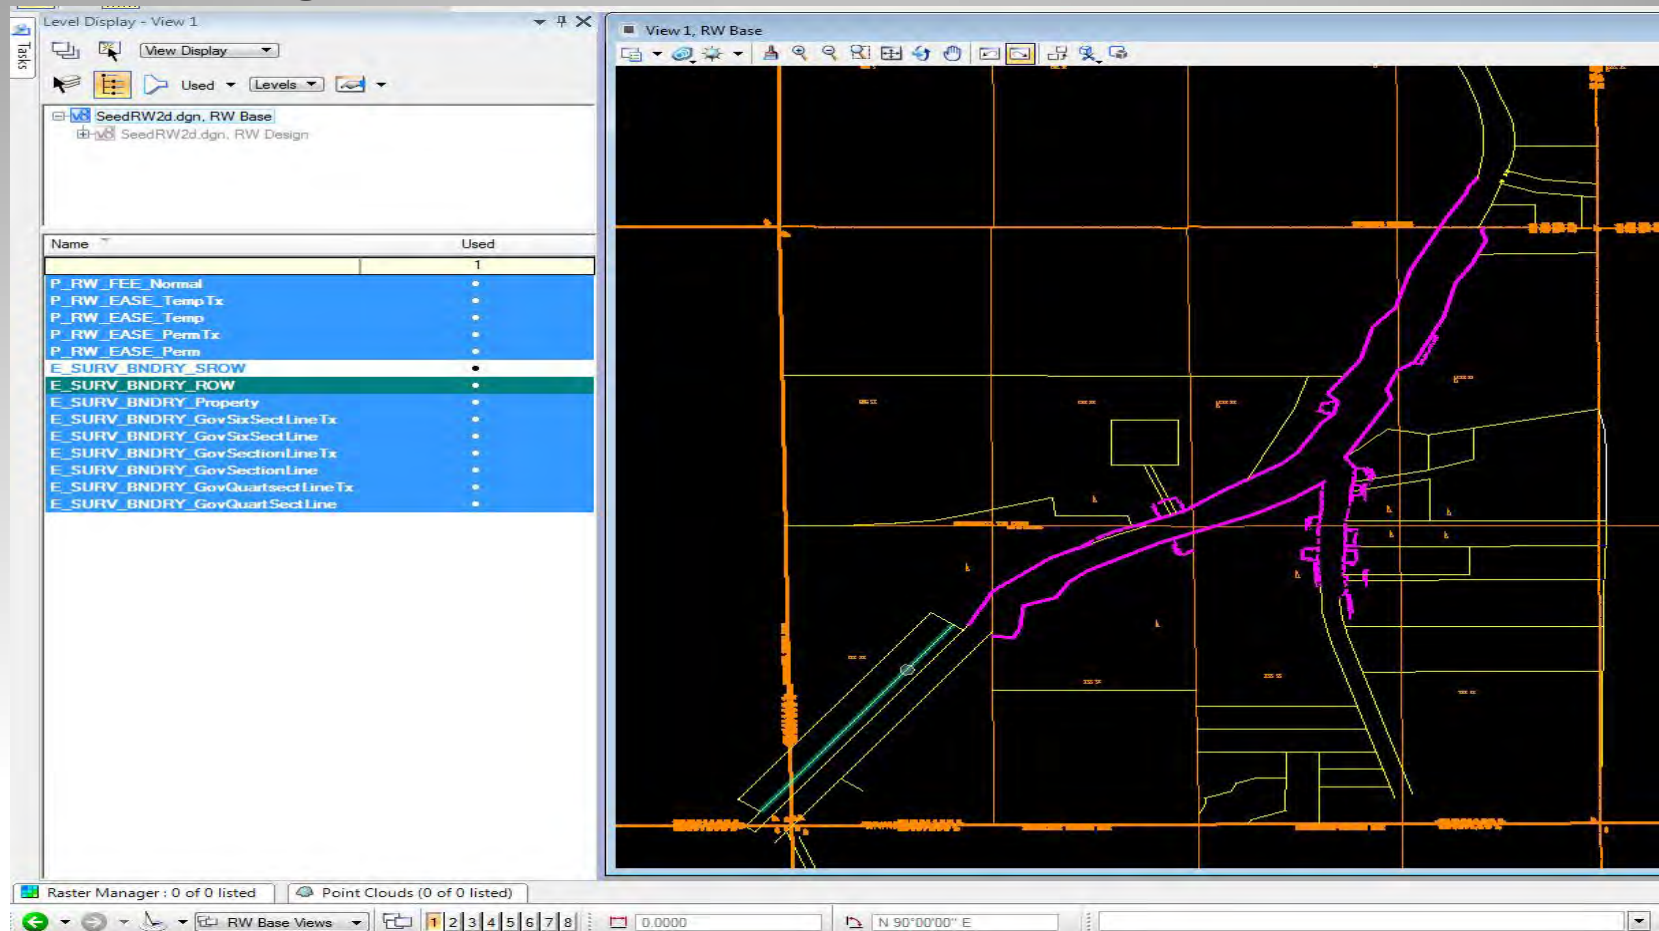 Level Display - View 1
Tasks
View Display
Used
Levels
SeedRW2d.dgn, RW Base
SeedRW2d.dgn, RW Design
Name Used
1
P_RW_FEE_Normal
P_RW_EASE_TempTx
P_RW_EASE_Temp
P_RW_EASE_PermTx
P_RW_EASE_Perm
E_SURV_BNDRY_SROW
E_SURV_BNDRY_ROW
E_SURV_BNDRY_Property
E_SURV_BNDRY_GovSixSectLineTx
E_SURV_BNDRY_GovSixSectLine
E_SURV_BNDRY_GovSectionLineTx
E_SURV_BNDRY_GovSectionLine
E_SURV_BNDRY_GovQuartsectLineTx
E_SURV_BNDRY_GovQuartSectLine
View 1, RW Base
Raster Manager : 0 of 0 listed
Point Clouds (0 of 0 listed)
RW Base Views
1 2 3 4 5 6 7 8
0.0000
N 90°00'00" E